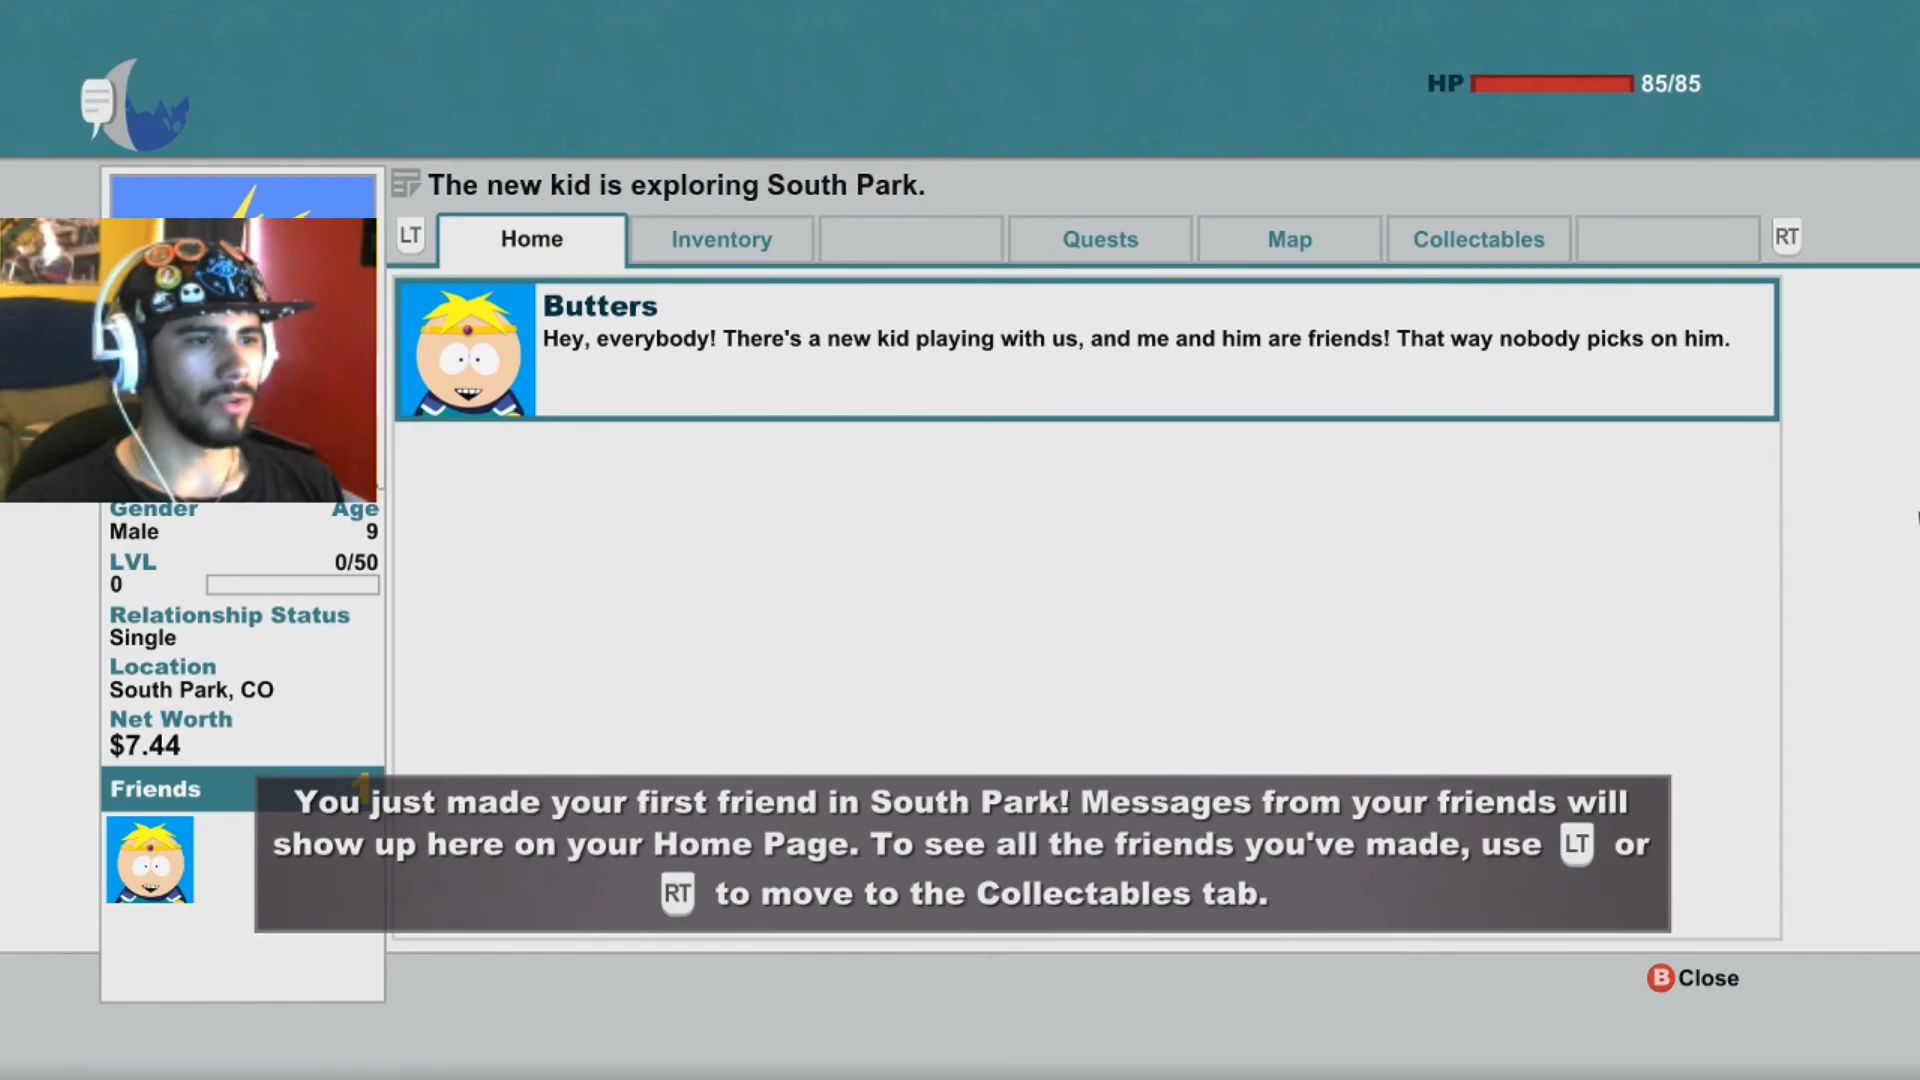 HP 85/85
The new kid is exploring South Park.
LT Home Inventory Quests Map Collectables RT
Butters
Hey, everybody! There's a new kid playing with us, and me and him are friends! That way nobody picks on him.
Gender Age
Male 9
LVL 0/50
0
Relationship Status
Single
Location
South Park, CO
Net Worth
$7.44
Friends 1
You just made your first friend in South Park! Messages from your friends will
show up here on your Home Page. To see all the friends you've made, use LT or
RT to move to the Collectables tab.
B Close